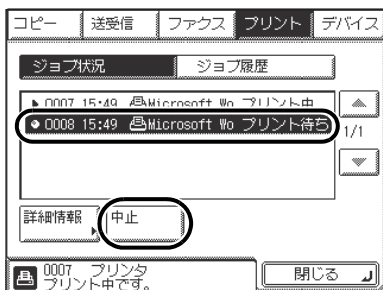 コピー 送受信 ファクス プリント デバイス
ジョブ状況 ジョブ履歴
0007 15:49 Microsoft Wo プリント中
0008 15:49 Microsoft Wo プリント待ち
1/1
詳細情報 中止
0007 プリンタ
プリント中です。
閉じる